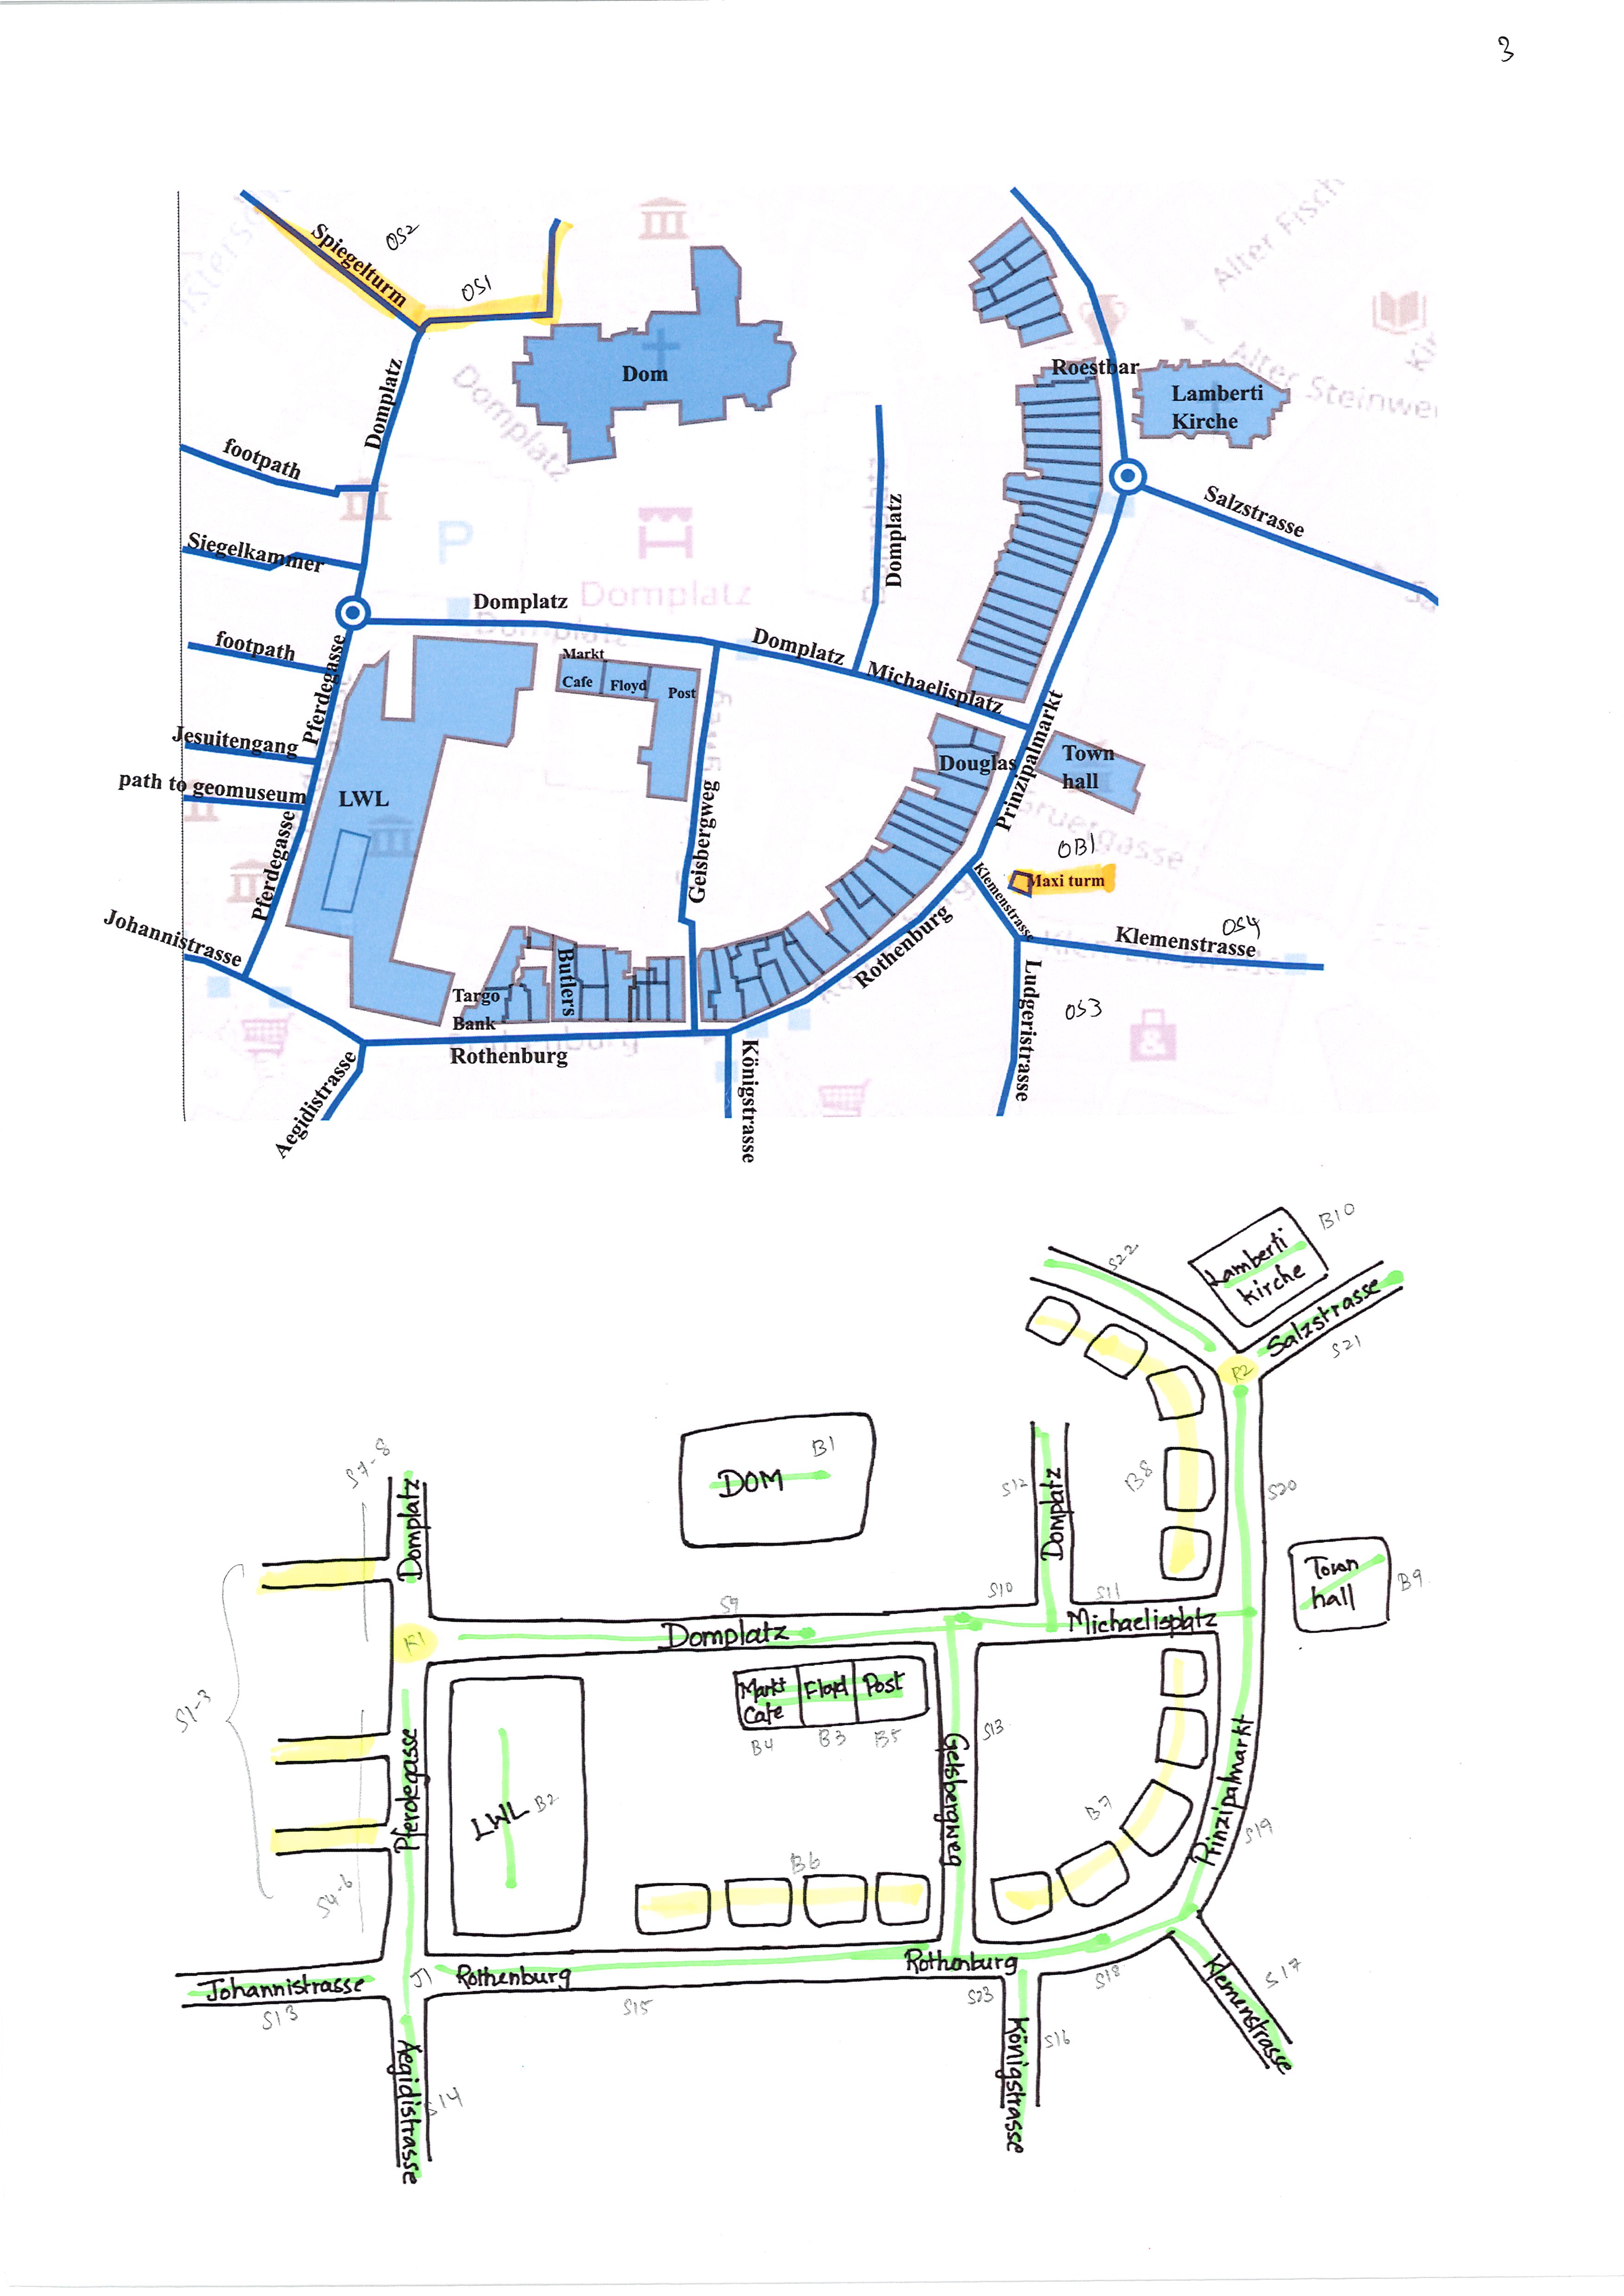 3
Spiegelturm
OS2
OS1
Dom
Domplatz
Domplatz
footpath
Siegelkammer
Roestbar
Lamberti
Kirche
Alter Fisch
Alter Steinwe
Salzstrasse
P
Domplatz
Domplatz
Domplatz
footpath
Pferdegasse
Markt
Cafe
Floyd
Post
Domplatz
Michaelisplatz
Jesuitengang
path to geomuseum
LWL
Pferdegasse
Geisbergweg
Douglas
Prinzipalmarkt
Town
hall
OB1
Maxi turm
Klemenstrasse
Klemenstrasse
OS4
Johannistrasse
Targo
Bank
Butlers
Rothenburg
Rothenburg
Ludgeristrasse
OS3
Aegidistrasse
Königstrasse
S22
Lamberti
kirche
B10
Salzstrasse
S21
R2
DOM
B1
S7-8
Domplatz
S12
Domplatz
B8
S20
Town
hall
B9
S1-3
R1
S9
Domplatz
S10
S11
Michaelisplatz
Markt
Cafe
Floyd
Post
B4
B3
B5
Pferdegasse
LWL
B2
Geisbergweg
S13
B7
Prinzipalmarkt
S19
S4-6
B6
Johannistrasse
S13
J1
Rothenburg
S15
Rothenburg
S23
S18
Klemenstrasse
S17
Aegidistrasse
S14
Königstrasse
S16